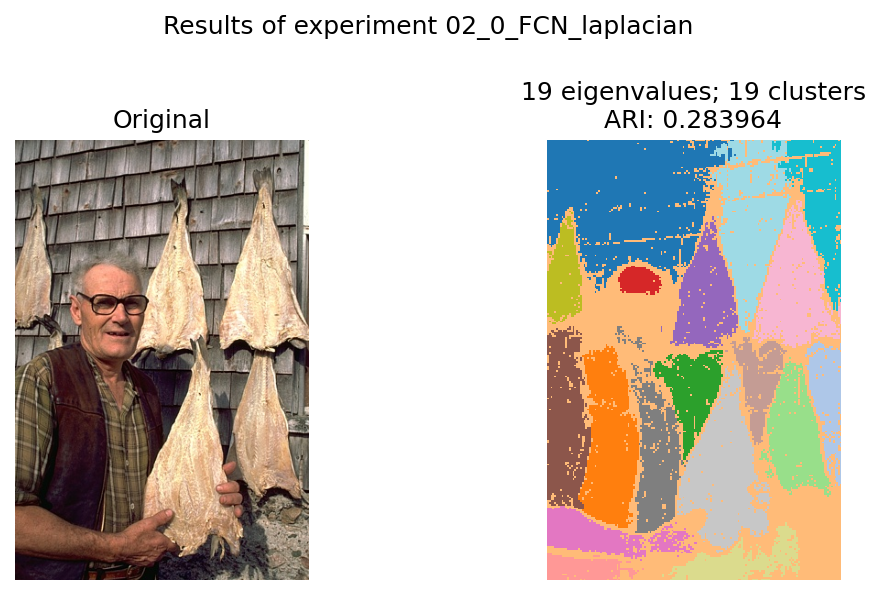 Results of experiment 02_0_FCN_laplacian
Original
19 eigenvalues; 19 clusters
ARI: 0.283964